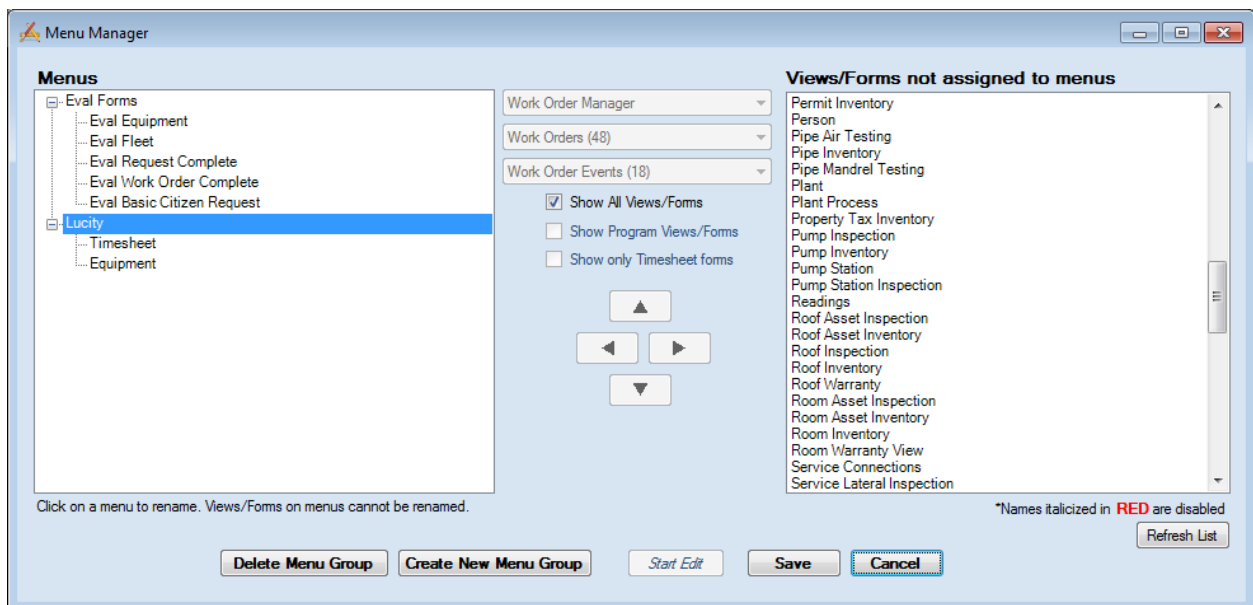 Menu Manager
Menus
Eval Forms
Eval Equipment
Eval Fleet
Eval Request Complete
Eval Work Order Complete
Eval Basic Citizen Request
Lucity
Timesheet
Equipment
Click on a menu to rename. Views/Forms on menus cannot be renamed.
Work Order Manager
Work Orders (48)
Work Order Events (18)
Show All Views/Forms
Show Program Views/Forms
Show only Timesheet forms
Views/Forms not assigned to menus
Permit Inventory
Person
Pipe Air Testing
Pipe Inventory
Pipe Mandrel Testing
Plant
Plant Process
Property Tax Inventory
Pump Inspection
Pump Inventory
Pump Station
Pump Station Inspection
Readings
Roof Asset Inspection
Roof Asset Inventory
Roof Inspection
Roof Inventory
Roof Warranty
Room Asset Inspection
Room Asset Inventory
Room Inventory
Room Warranty View
Service Connections
Service Lateral Inspection
*Names italicized in RED are disabled
Refresh List
Delete Menu Group
Create New Menu Group
Start Edit
Save
Cancel